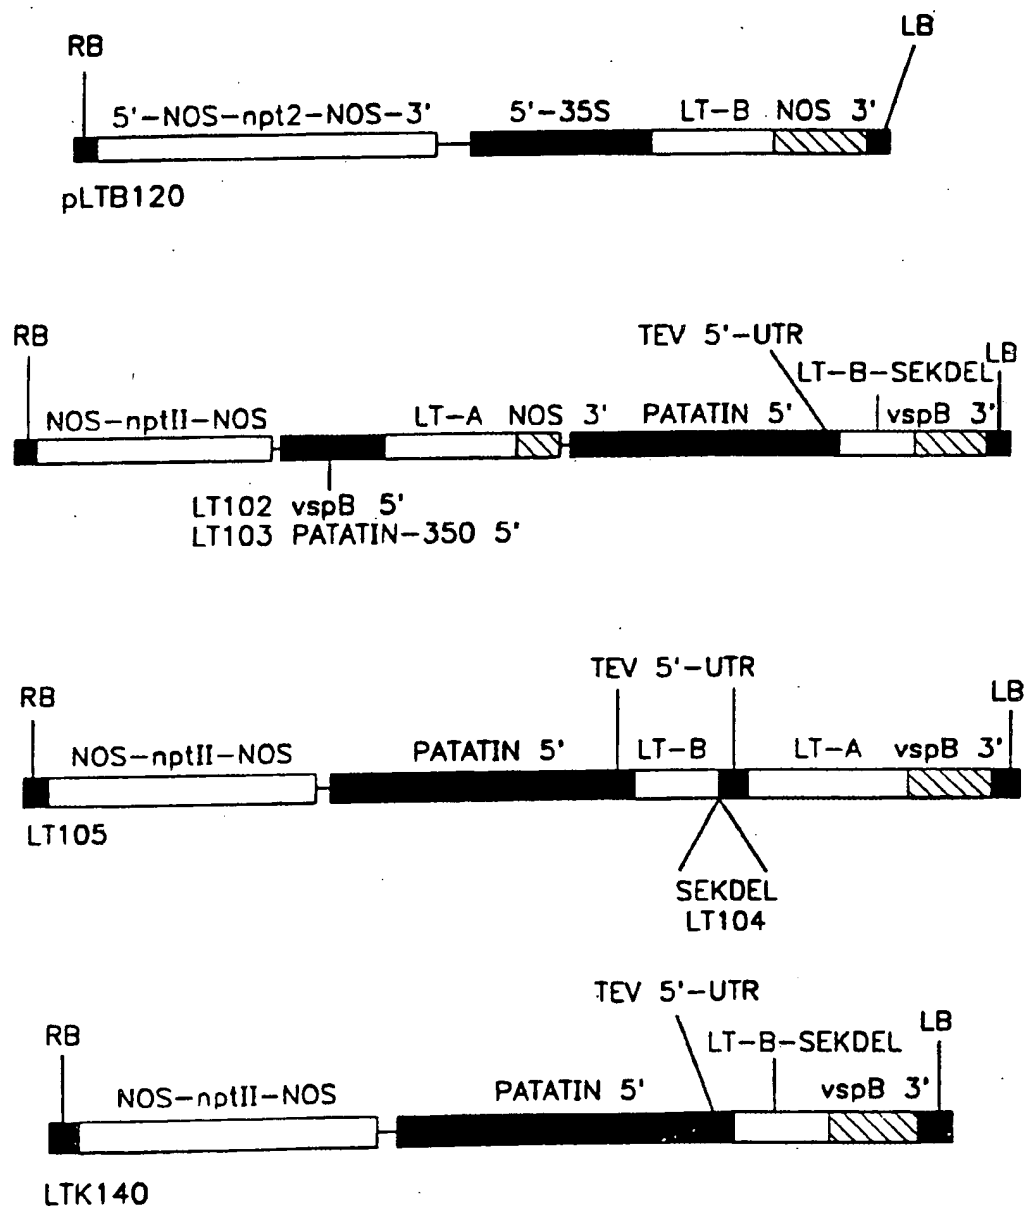 RB
LB
5'-NOS-npt2-NOS-3'
5'-35S
LT-B
NOS 3'
pLTB120
RB
TEV 5'-UTR
LT-B-SEKDEL
LB
NOS-nptII-NOS
LT-A
NOS 3'
PATATIN 5'
vspB 3'
LT102 vspB 5'
LT103 PATATIN-350 5'
RB
TEV 5'-UTR
LB
NOS-nptII-NOS
PATATIN 5'
LT-B
LT-A
vspB 3'
LT105
SEKDEL
LT104
RB
TEV 5'-UTR
LT-B-SEKDEL
LB
NOS-nptII-NOS
PATATIN 5'
vspB 3'
LTK140